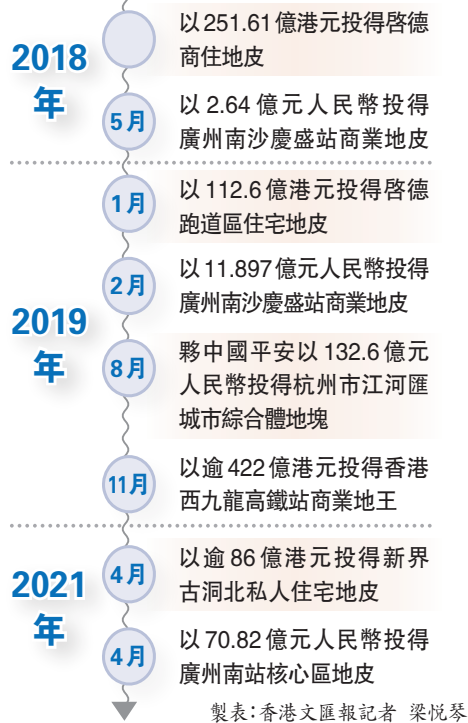 2018
年
以251.61億港元投得啓德
商住地皮
5月
以2.64億元人民幣投得
廣州南沙慶盛站商業地皮
2019
年
1月
以112.6億港元投得啓德
跑道區住宅地皮
2月
以11.897億元人民幣投得
廣州南沙慶盛站商業地皮
8月
夥中國平安以132.6億元
人民幣投得杭州市江河匯
城市綜合體地塊
11月
以逾422億港元投得香港
西九龍高鐵站商業地王
2021
年
4月
以逾86億港元投得新界
古洞北私人住宅地皮
4月
以70.82億元人民幣投得
廣州南站核心區地皮
製表:香港文匯報記者 梁悅琴